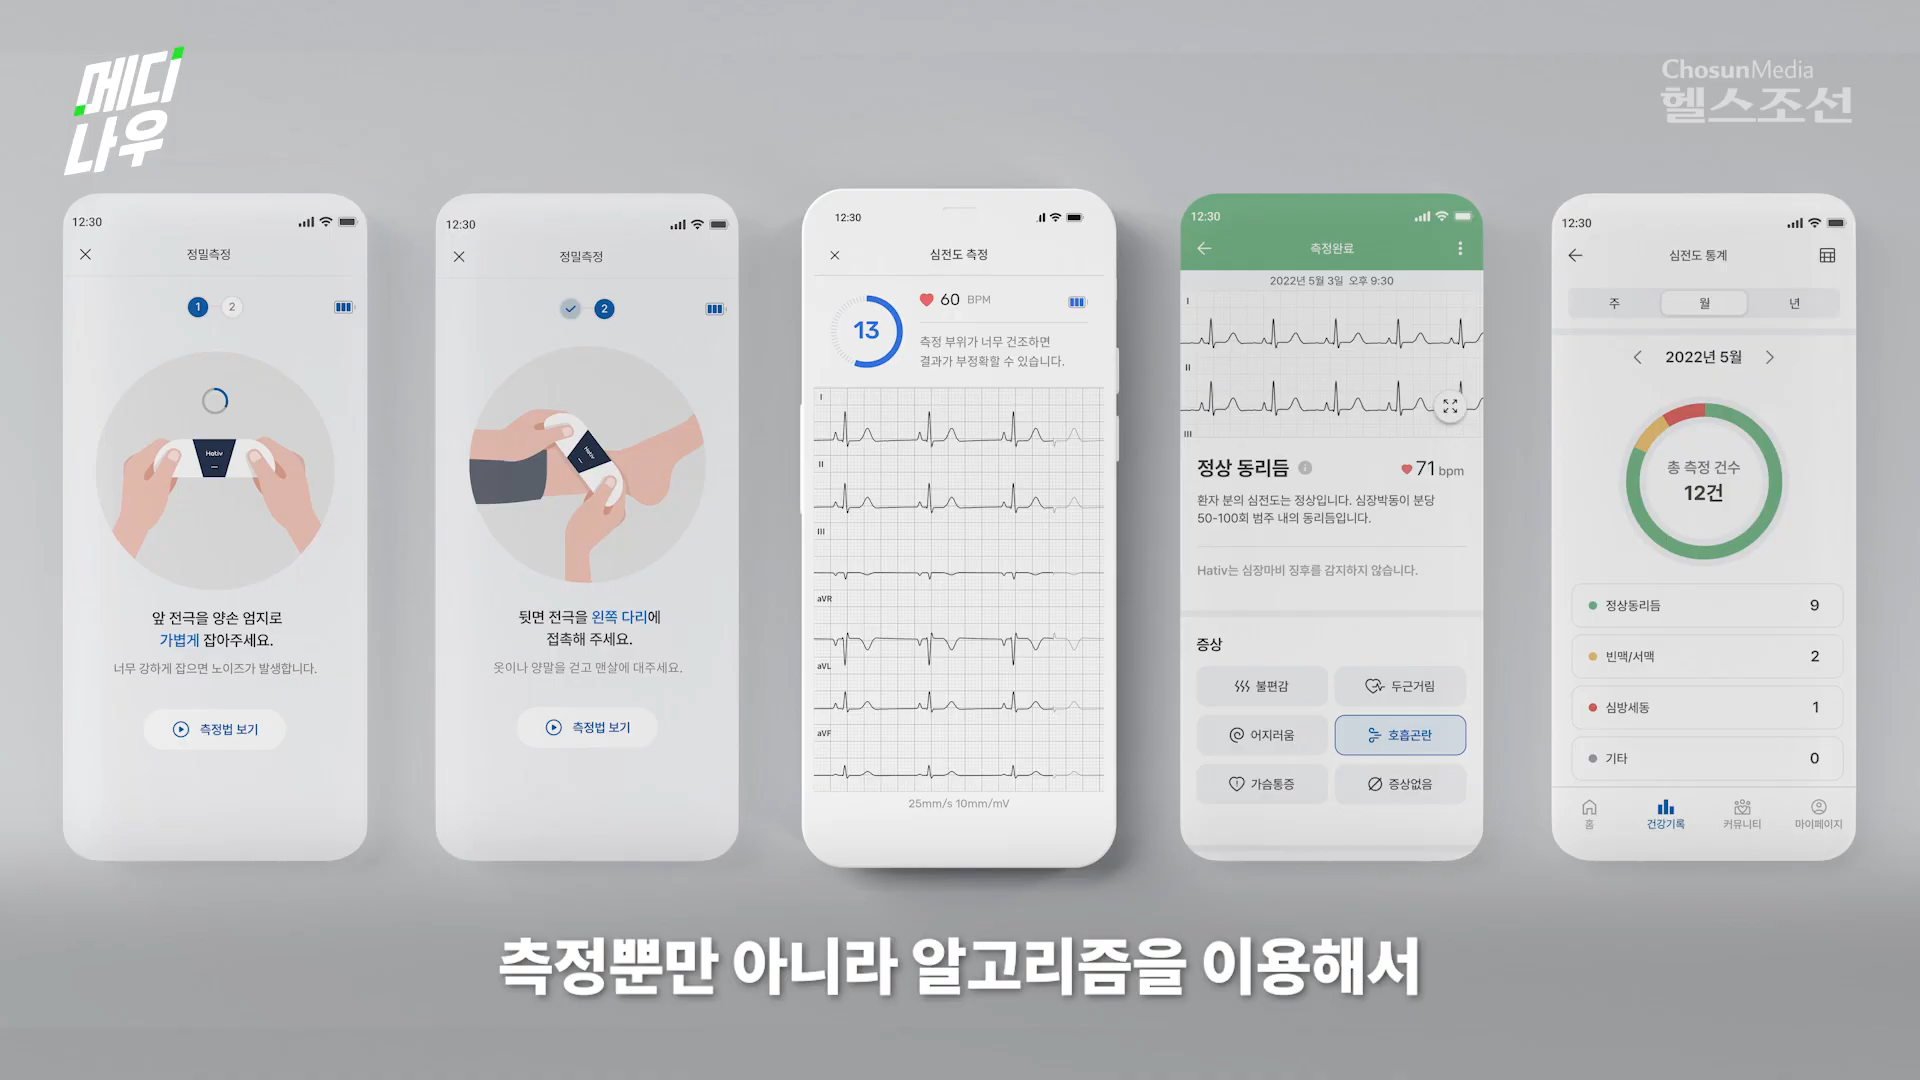 메디
나우
ChosunMedia
헬스조선
12:30
정밀측정
1 2
Hativ
앞 전극을 양손 엄지로
가볍게 잡아주세요.
너무 강하게 잡으면 노이즈가 발생합니다.
측정법 보기
12:30
정밀측정
2
Hativ
뒷면 전극을 왼쪽 다리에
접촉해 주세요.
옷이나 양말을 걷고 맨살에 대주세요.
측정법 보기
12:30
심전도 측정
13
60 BPM
측정 부위가 너무 건조하면
결과가 부정확할 수 있습니다.
I
II
III
aVR
aVL
aVF
25mm/s 10mm/mV
12:30
측정완료
2022년 5월 3일 오후 9:30
I
II
III
정상 동리듬
71 bpm
환자 분의 심전도는 정상입니다. 심장박동이 분당
50-100회 범주 내의 동리듬입니다.
Hativ는 심장마비 징후를 감지하지 않습니다.
증상
불편감 두근거림
어지러움 호흡곤란
가슴통증 증상없음
12:30
심전도 통계
주 월 년
2022년 5월
총 측정 건수
12건
정상동리듬 9
빈맥/서맥 2
심방세동 1
기타 0
홈 건강기록 커뮤니티 마이페이지
측정뿐만 아니라 알고리즘을 이용해서